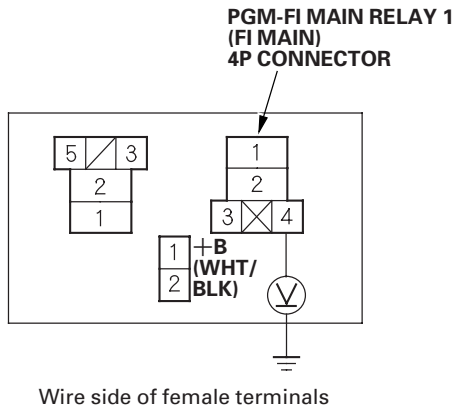 PGM-FI MAIN RELAY 1
(FI MAIN)
4P CONNECTOR
5 3
2
1
1
2
3 4
1 +B
(WHT/
2 BLK)
V
Wire side of female terminals